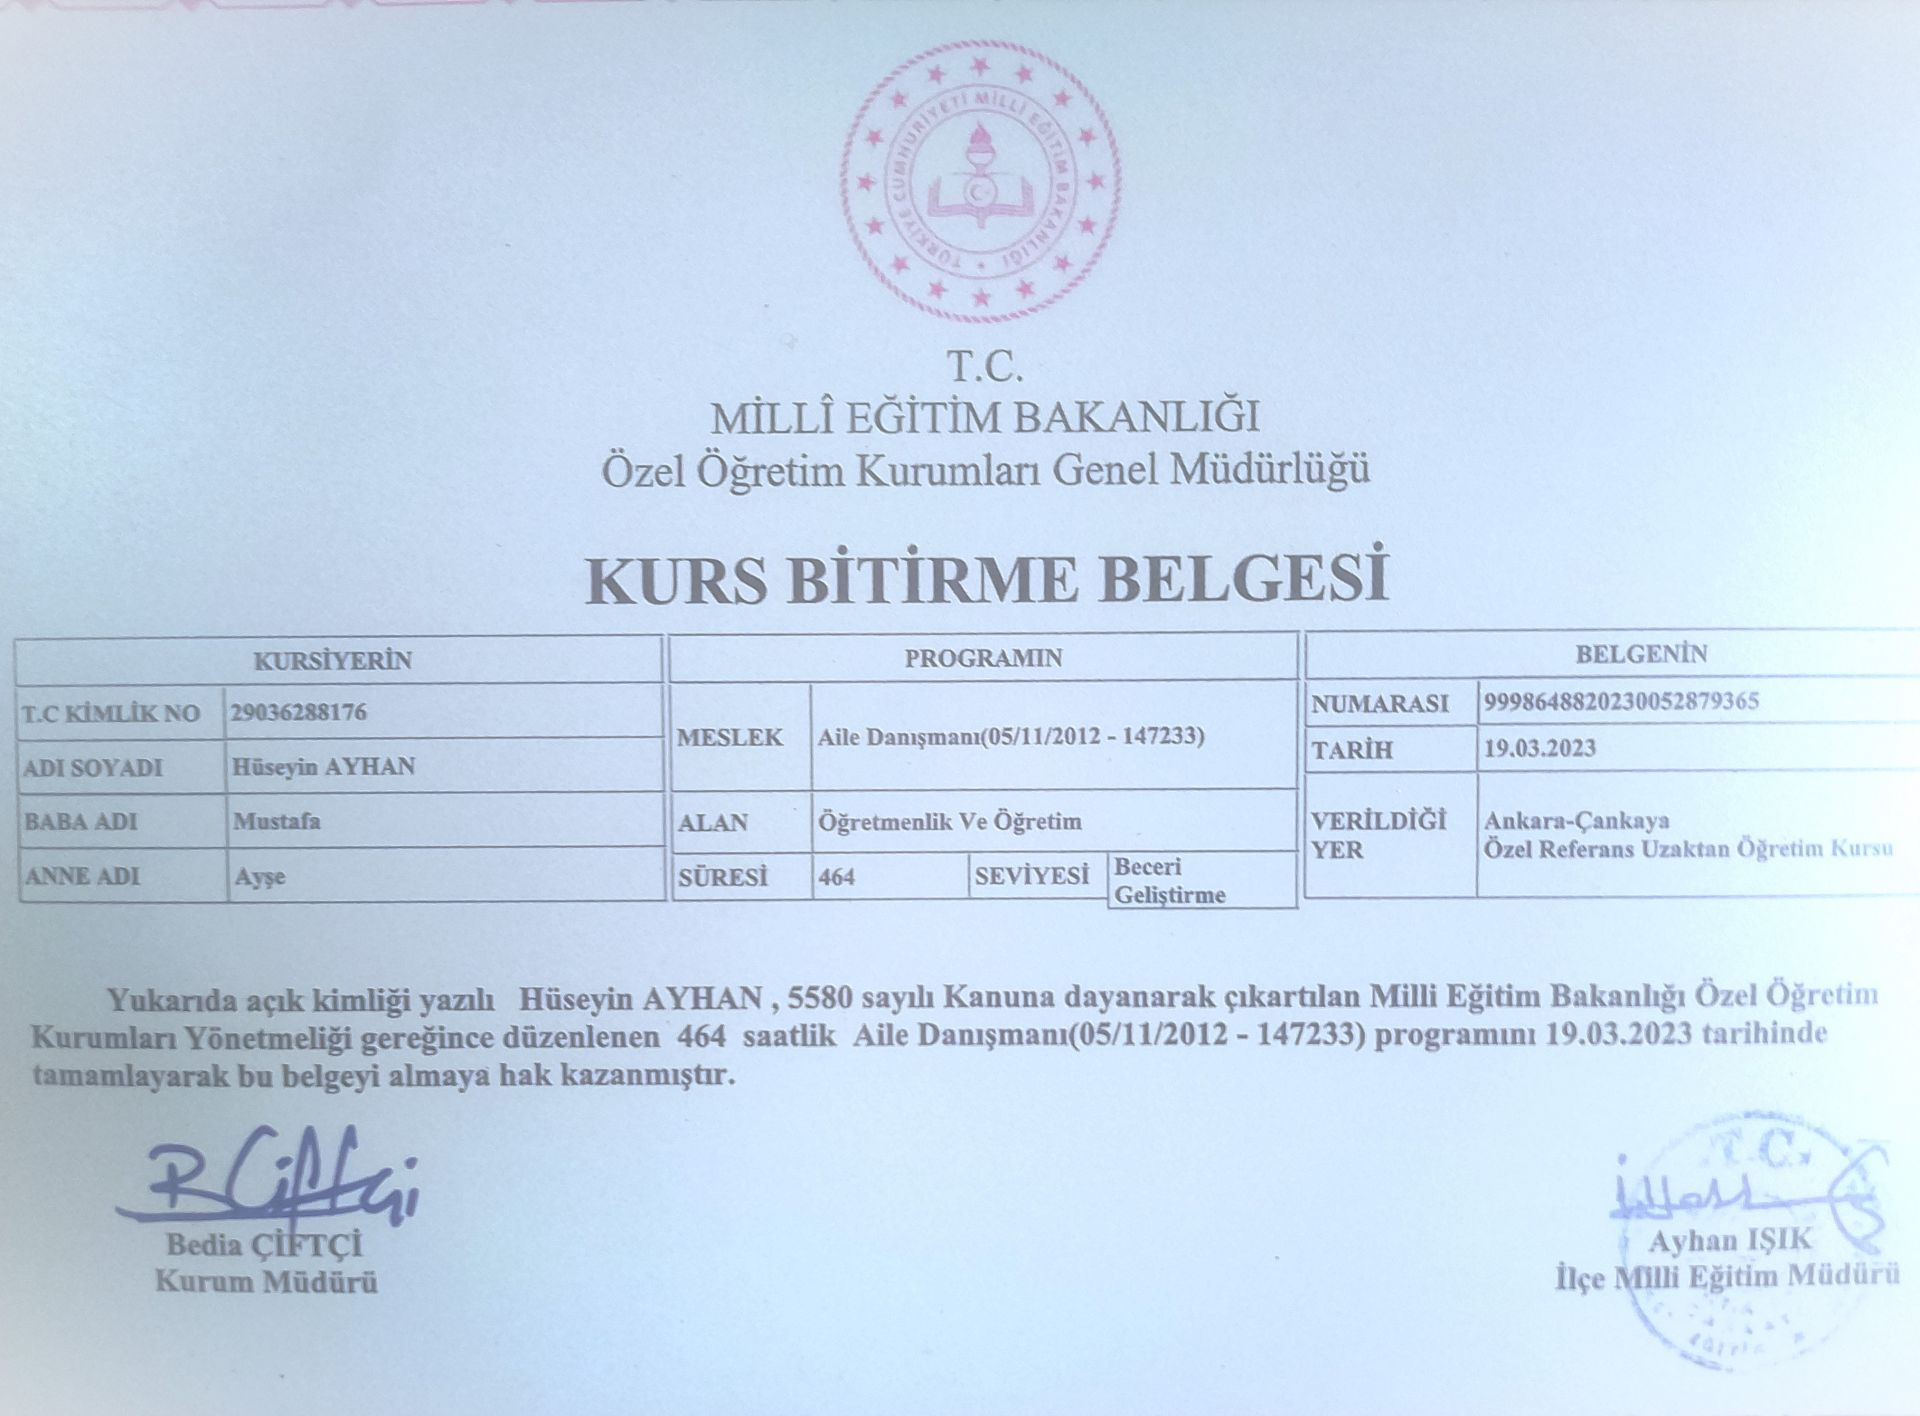 TÜRKİYE CUMHURİYETİ MİLLİ EĞİTİM BAKANLIĞI
T.C.
MİLLÎ EĞİTİM BAKANLIĞI
Özel Öğretim Kurumları Genel Müdürlüğü
KURS BİTİRME BELGESİ
KURSİYERİN
T.C KİMLİK NO 29036288176
ADI SOYADI Hüseyin AYHAN
BABA ADI Mustafa
ANNE ADI Ayşe
PROGRAMIN
MESLEK Aile Danışmanı(05/11/2012 - 147233)
ALAN Öğretmenlik Ve Öğretim
SÜRESİ 464 SEVİYESİ Beceri
Geliştirme
BELGENİN
NUMARASI 9998648820230052879365
TARİH 19.03.2023
VERİLDİĞİ Ankara-Çankaya
YER Özel Referans Uzaktan Öğretim Kursu
Yukarıda açık kimliği yazılı Hüseyin AYHAN , 5580 sayılı Kanuna dayanarak çıkartılan Milli Eğitim Bakanlığı Özel Öğretim
Kurumları Yönetmeliği gereğince düzenlenen 464 saatlik Aile Danışmanı(05/11/2012 - 147233) programını 19.03.2023 tarihinde
tamamlayarak bu belgeyi almaya hak kazanmıştır.
B Çiftçi
Bedia ÇİFTÇİ
Kurum Müdürü
T.C.
Ayhan IŞIK
İlçe Milli Eğitim Müdürü